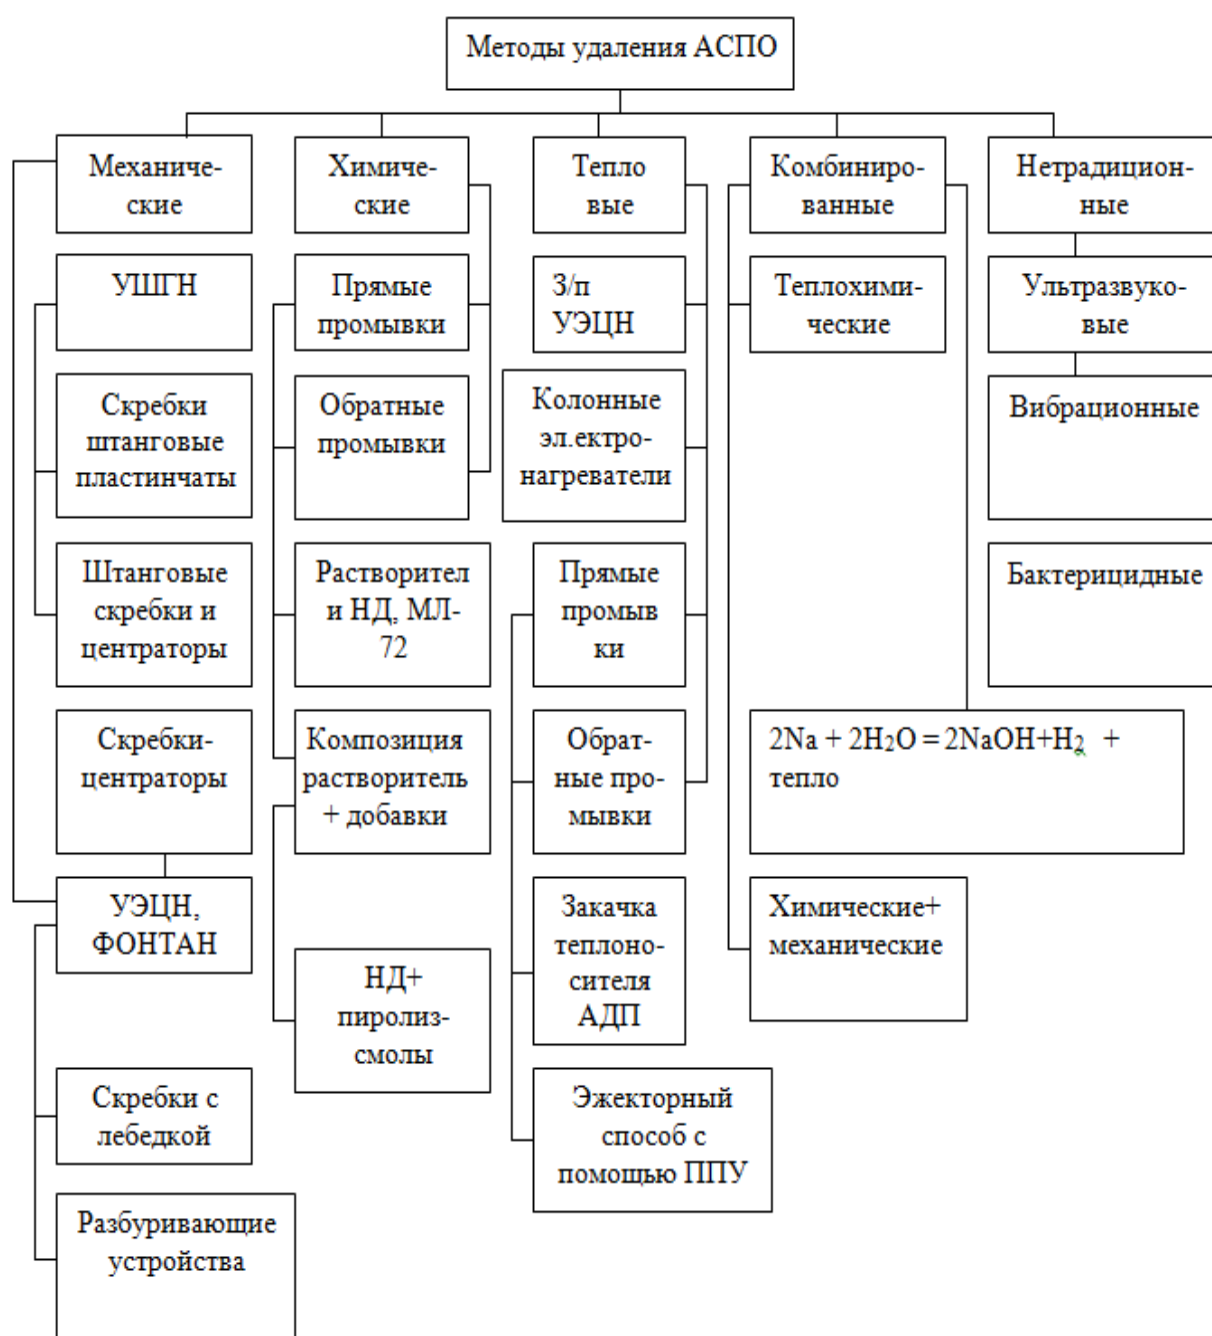 Методы удаления АСПО
Механиче-
ские
Химиче-
ские
Тепло
вые
Комбиниро-
ванные
Нетрадицион-
ные
УШГН
Прямые
промывки
З/п
УЭЦН
Теплохими-
ческие
Ультразвуко-
вые
Скребки
штанговые
пластинчаты
Обратные
промывки
Колонные
эл.ектро-
нагреватели
Вибрационные
Штанговые
скребки и
центраторы
Растворител
и НД, МЛ-
72
Прямые
промыв
ки
Бактерицидные
Скребки-
центраторы
Композиция
растворитель
+ добавки
Обрат-
ные про-
мывки
2Na + 2H₂O = 2NaOH+H₂ +
тепло
УЭЦН,
ФОНТАН
НД+
пиролиз-
смолы
Закачка
теплоно-
сителя
АДП
Химические+
механические
Скребки с
лебедкой
Эжекторный
способ с
помощью ППУ
Разбуривающие
устройства